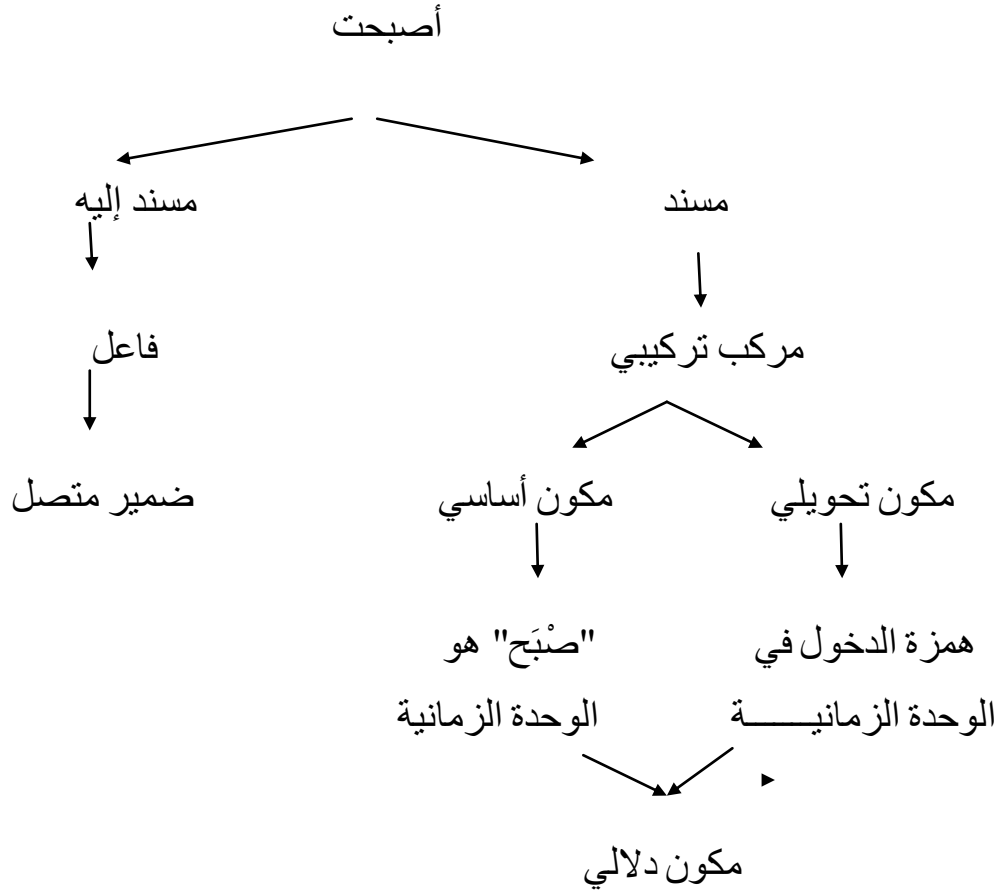 أصبحت
مسند مسند إليه
مركب تركيبي فاعل
مكون تحويلي مكون أساسي ضمير متصل
همزة الدخول في "صْبَح" هو
الوحدة الزمانيـــــــة الوحدة الزمانية
مكون دلالي